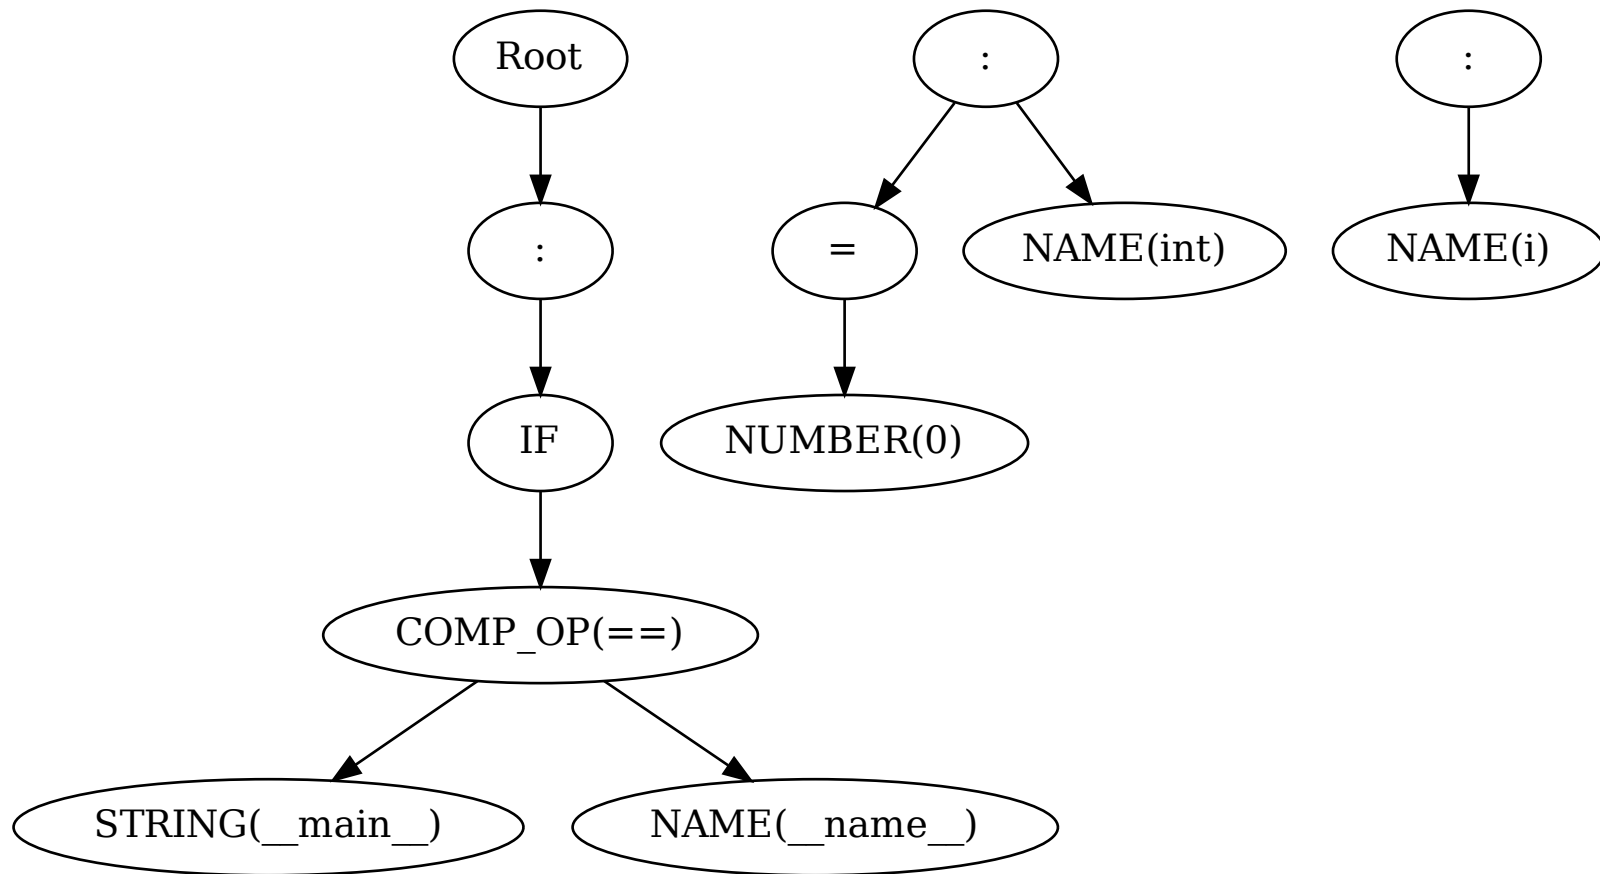 Root
:
:
:
=
NAME(int)
NAME(i)
IF
NUMBER(0)
COMP_OP(==)
STRING(__main__)
NAME(__name__)